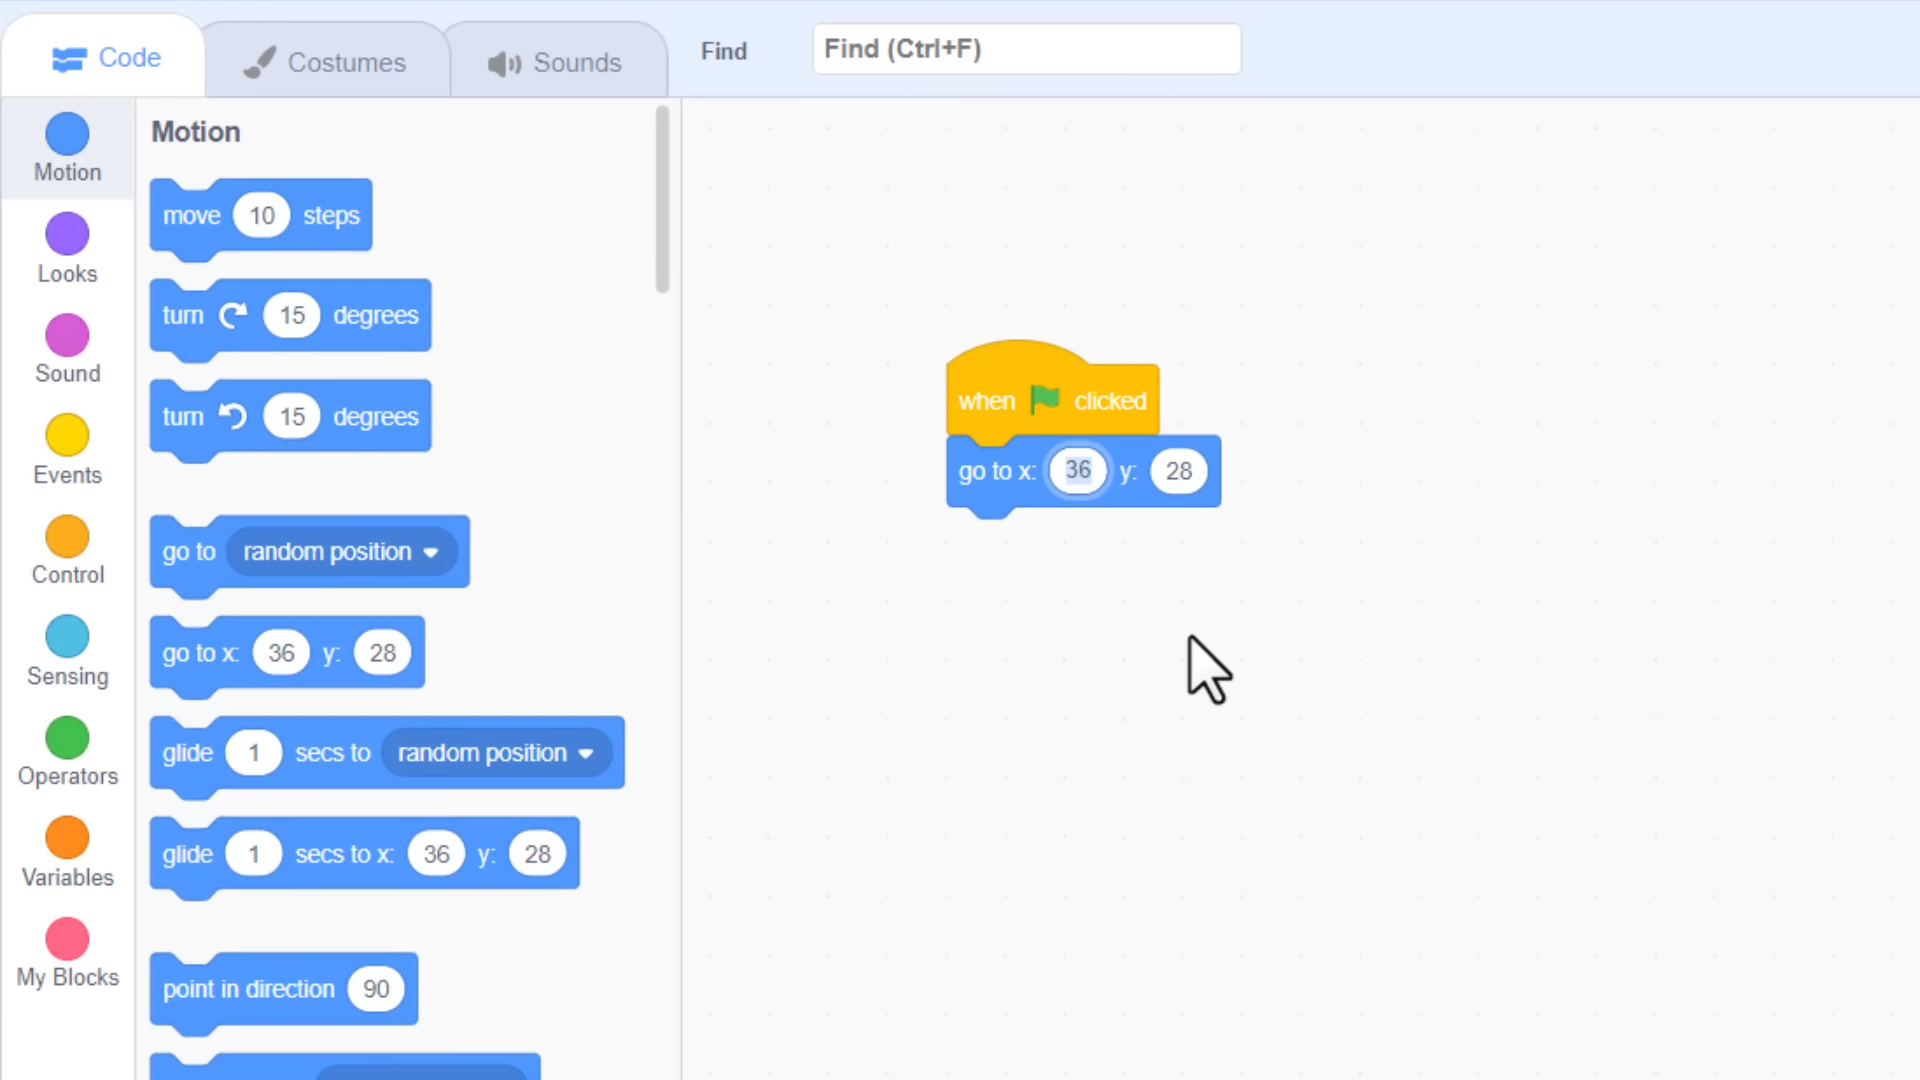 Code
Costumes
Sounds
Find
Find (Ctrl+F)
Motion
Looks
Sound
Events
Control
Sensing
Operators
Variables
My Blocks
Motion
move 10 steps
turn 15 degrees
turn 15 degrees
go to random position
go to x: 36 y: 28
glide 1 secs to random position
glide 1 secs to x: 36 y: 28
point in direction 90
when clicked
go to x: 36 y: 28